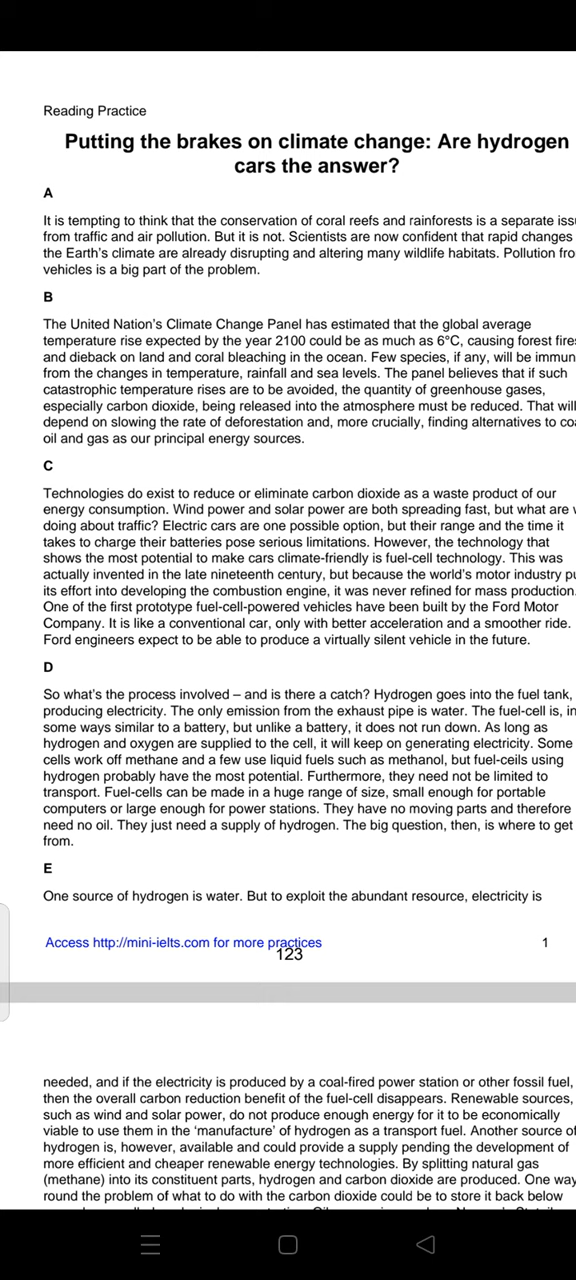 Reading Practice
Putting the brakes on climate change: Are hydrogen
cars the answer?
A
It is tempting to think that the conservation of coral reefs and rainforests is a separate
from traffic and air pollution. But it is not. Scientists are now confident that rapid changes
the Earth's climate are already disrupting and altering many wildlife habitats. Pollution
vehicles is a big part of the problem.
B
The United Nation's Climate Change Panel has estimated that the global average
temperature rise expected by the year 2100 could be as much as 6°C, causing forest
and dieback on land and coral bleaching in the ocean. Few species, if any, will be
from the changes in temperature, rainfall and sea levels. The panel believes that if such
catastrophic temperature rises are to be avoided, the quantity of greenhouse gases,
especially carbon dioxide, being released into the atmosphere must be reduced. That will
depend on slowing the rate of deforestation and, more crucially, finding alternatives to
oil and gas as our principal energy sources.
C
Technologies do exist to reduce or eliminate carbon dioxide as a waste product of our
energy consumption. Wind power and solar power are both spreading fast, but what are
doing about traffic? Electric cars are one possible option, but their range and the time it
takes to charge their batteries pose serious limitations. However, the technology that
shows the most potential to make cars climate-friendly is fuel-cell technology. This was
actually invented in the late nineteenth century, but because the world's motor industry
its effort into developing the combustion engine, it was never refined for mass production.
One of the first prototype fuel-cell-powered vehicles have been built by the Ford Motor
Company. It is like a conventional car, only with better acceleration and a smoother ride.
Ford engineers expect to be able to produce a virtually silent vehicle in the future.
D
So what's the process involved – and is there a catch? Hydrogen goes into the fuel tank,
producing electricity. The only emission from the exhaust pipe is water. The fuel-cell is, in
some ways similar to a battery, but unlike a battery, it does not run down. As long as
hydrogen and oxygen are supplied to the cell, it will keep on generating electricity. Some
cells work off methane and a few use liquid fuels such as methanol, but fuel-ceils using
hydrogen probably have the most potential. Furthermore, they need not be limited to
transport. Fuel-cells can be made in a huge range of size, small enough for portable
computers or large enough for power stations. They have no moving parts and therefore
need no oil. They just need a supply of hydrogen. The big question, then, is where to get
from.
E
One source of hydrogen is water. But to exploit the abundant resource, electricity is
Access http://mini-ielts.com for more practices
1
123
needed, and if the electricity is produced by a coal-fired power station or other fossil fuel,
then the overall carbon reduction benefit of the fuel-cell disappears. Renewable sources,
such as wind and solar power, do not produce enough energy for it to be economically
viable to use them in the 'manufacture' of hydrogen as a transport fuel. Another source of
hydrogen is, however, available and could provide a supply pending the development of
more efficient and cheaper renewable energy technologies. By splitting natural gas
(methane) into its constituent parts, hydrogen and carbon dioxide are produced. One way
round the problem of what to do with the carbon dioxide could be to store it back below